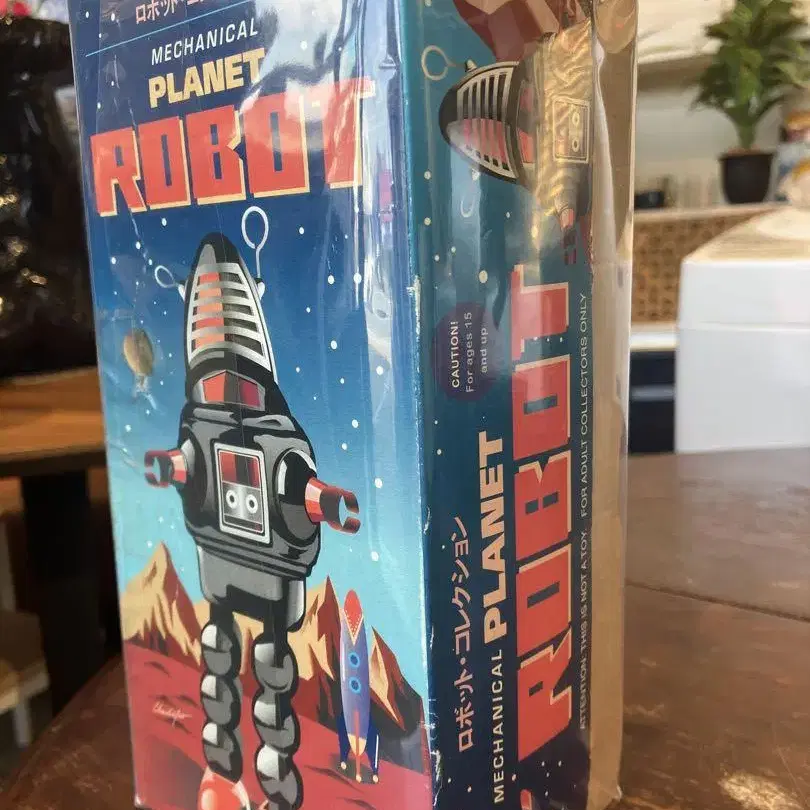 ロボット・コレ
MECHANICAL
PLANET
ROBOT
CAUTION!
For ages 15
and up
ロボット・コレクション
MECHANICAL PLANET
ROBOT
ATTENTION: THIS IS NOT A TOY. FOR ADULT COLLECTORS ONLY